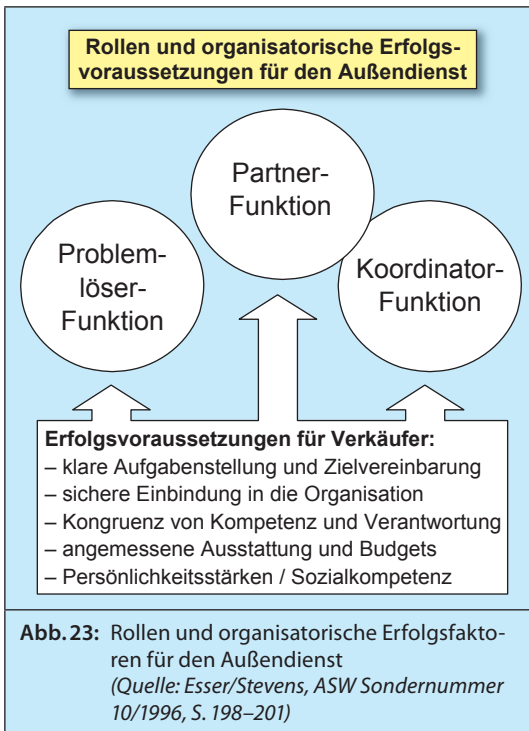 Rollen und organisatorische Erfolgs-
voraussetzungen für den Außendienst
Partner-
Funktion
Problem-
löser-
Funktion
Koordinator-
Funktion
Erfolgsvoraussetzungen für Verkäufer:
– klare Aufgabenstellung und Zielvereinbarung
– sichere Einbindung in die Organisation
– Kongruenz von Kompetenz und Verantwortung
– angemessene Ausstattung und Budgets
– Persönlichkeitsstärken / Sozialkompetenz
Abb. 23: Rollen und organisatorische Erfolgsfakto-
ren für den Außendienst
(Quelle: Esser/Stevens, ASW Sondernummer
10/1996, S. 198–201)